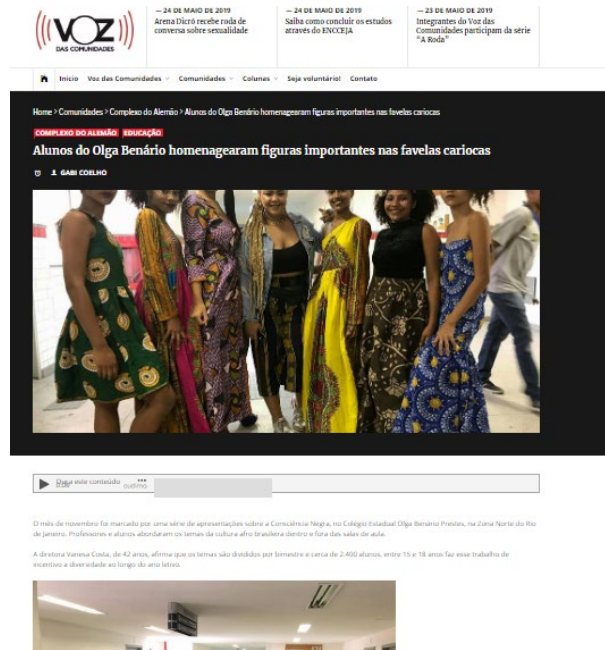 ((VOZ))
DAS COMUNIDADES
— 24 DE MAIO DE 2019
Arena Dicró recebe roda de
conversa sobre sexualidade
— 24 DE MAIO DE 2019
Saiba como concluir os estudos
através do ENCCEJA
— 23 DE MAIO DE 2019
Integrantes do Voz das
Comunidades participam da série
"A Roda"
Início Voz das Comunidades Comunidades Colunas Seja voluntário! Contato
Home > Comunidades > Complexo do Alemão > Alunos do Olga Benário homenagearam figuras importantes nas favelas cariocas
COMPLEXO DO ALEMÃO EDUCAÇÃO
Alunos do Olga Benário homenagearam figuras importantes nas favelas cariocas
GABI COELHO
Ouça este conteúdo
0:00
audima
O mês de novembro foi marcado por uma série de apresentações sobre a Consciência Negra, no Colégio Estadual Olga Benário Prestes, na Zona Norte do Rio
de Janeiro. Professores e alunos abordaram os temas da cultura afro brasileira dentro e fora das salas de aula.
A diretora Vanesa Costa, de 42 anos, afirma que os temas são divididos por bimestre e cerca de 2.400 alunos, entre 15 e 18 anos faz esse trabalho de
incentivo a diversidade ao longo do ano letivo.